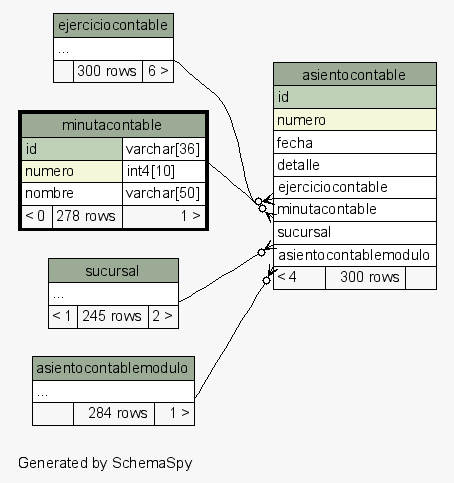 ejerciciocontable
...
300 rows 6 >
minutacontable
id varchar[36]
numero int4[10]
nombre varchar[50]
< 0 278 rows 1 >
sucursal
...
< 1 245 rows 2 >
asientocontablemodulo
...
284 rows 1 >
asientocontable
id
numero
fecha
detalle
ejerciciocontable
minutacontable
sucursal
asientocontablemodulo
< 4 300 rows
Generated by SchemaSpy